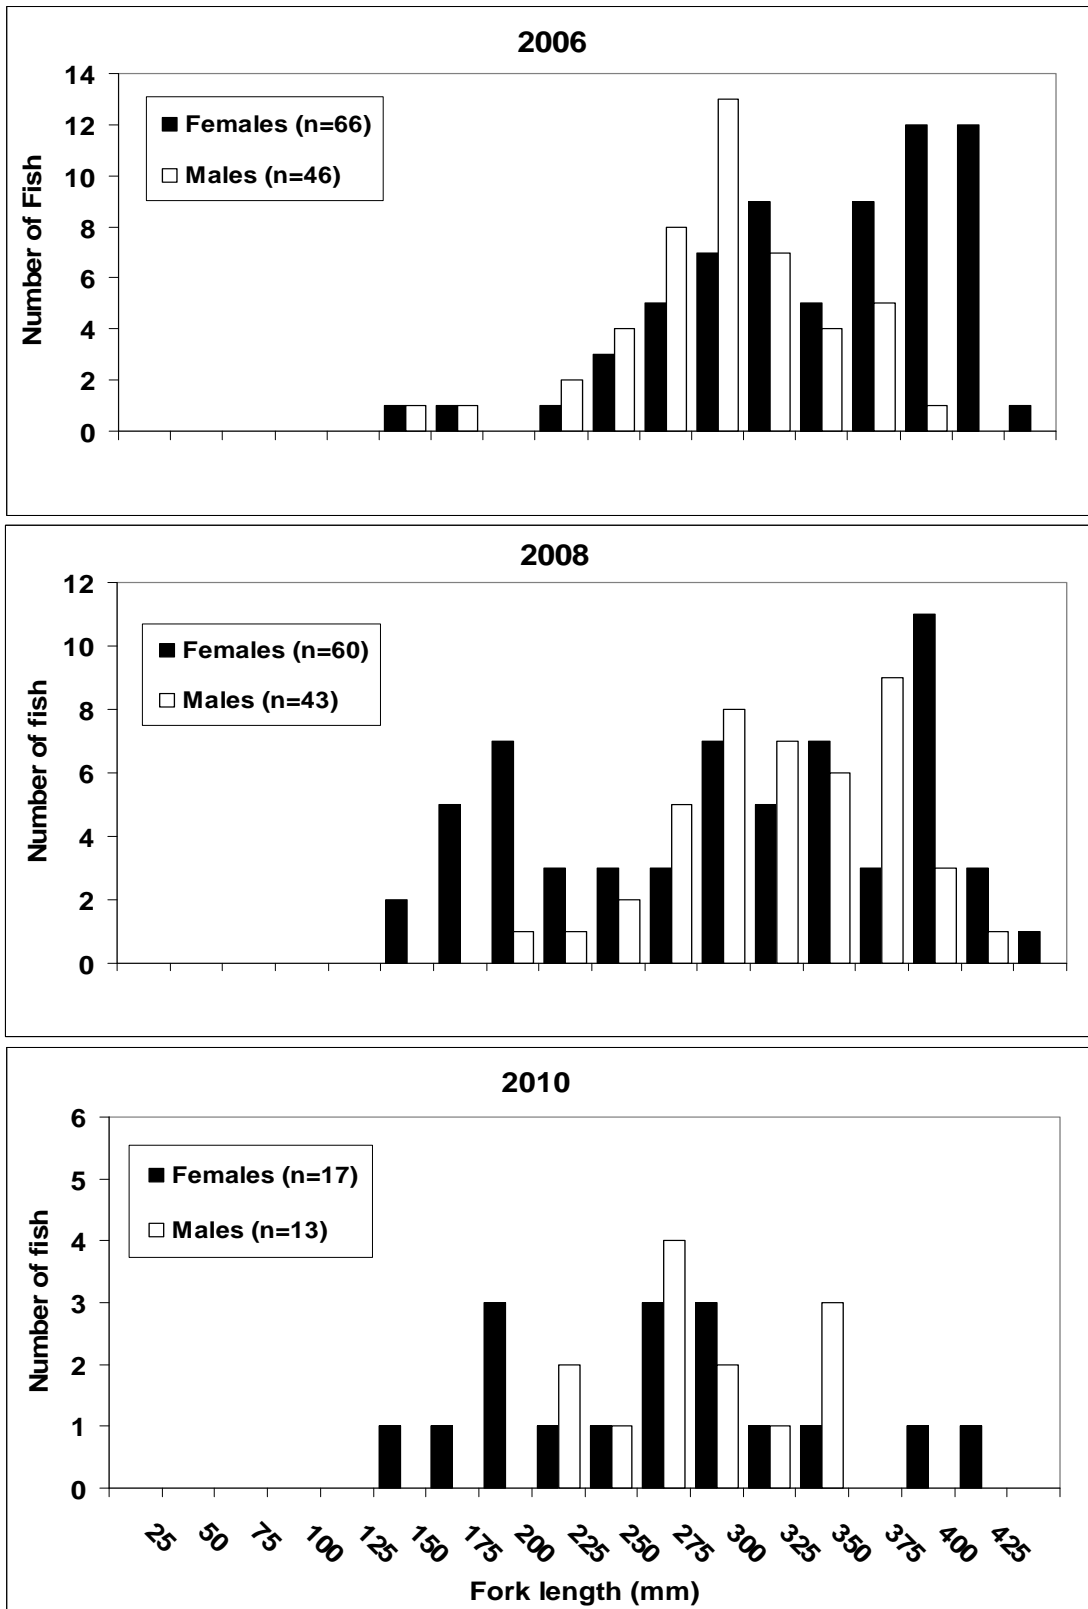 2006
14
12
10
8
6
4
2
0
Number of Fish
Females (n=66)
Males (n=46)
2008
12
10
8
6
4
2
0
Number of fish
Females (n=60)
Males (n=43)
2010
6
5
4
3
2
1
0
Number of fish
Females (n=17)
Males (n=13)
25 50 75 100 125 150 175 200 225 250 275 300 325 350 375 400 425
Fork length (mm)